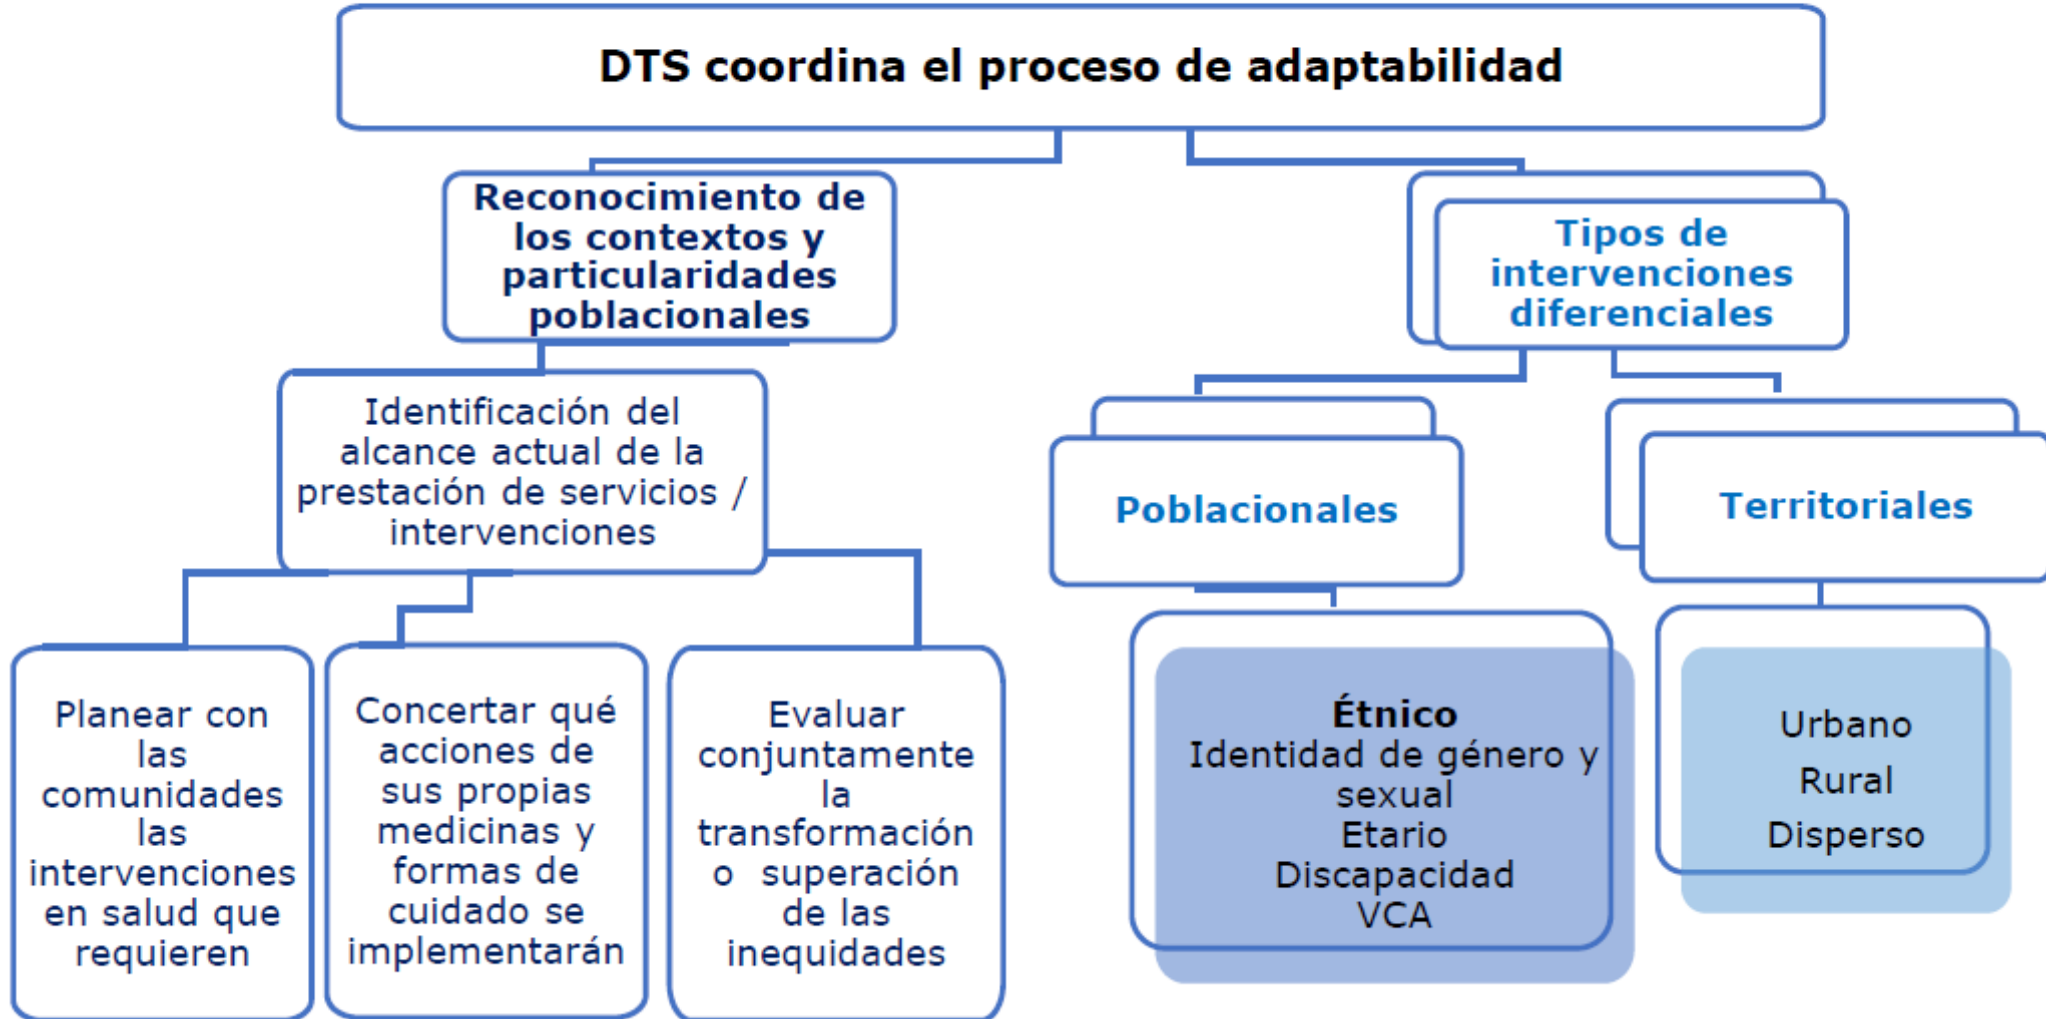 DTS coordina el proceso de adaptabilidad
Reconocimiento de
los contextos y
particularidades
poblacionales
Tipos de
intervenciones
diferenciales
Identificación del
alcance actual de la
prestación de servicios /
intervenciones
Poblacionales
Territoriales
Planear con
las
comunidades
las
intervenciones
en salud que
requieren
Concertar qué
acciones de
sus propias
medicinas y
formas de
cuidado se
implementarán
Evaluar
conjuntamente
la
transformación
o superación
de las
inequidades
Étnico
Identidad de género y
sexual
Etario
Discapacidad
VCA
Urbano
Rural
Disperso